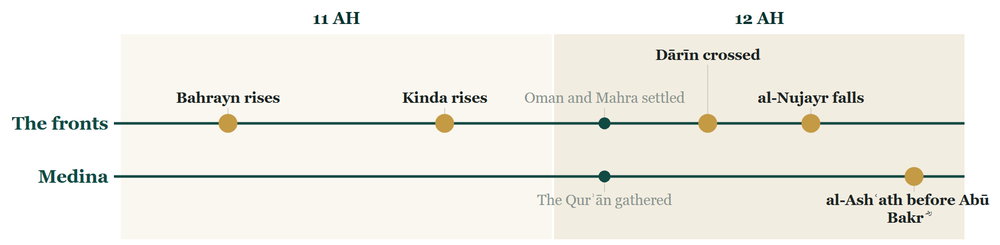 11 AH
12 AH
Dārīn crossed
Bahrayn rises
Kinda rises
Oman and Mahra settled
al-Nujayr falls
The fronts
Medina
The Qurʾān gathered
al-Ashʿath before Abū
Bakr